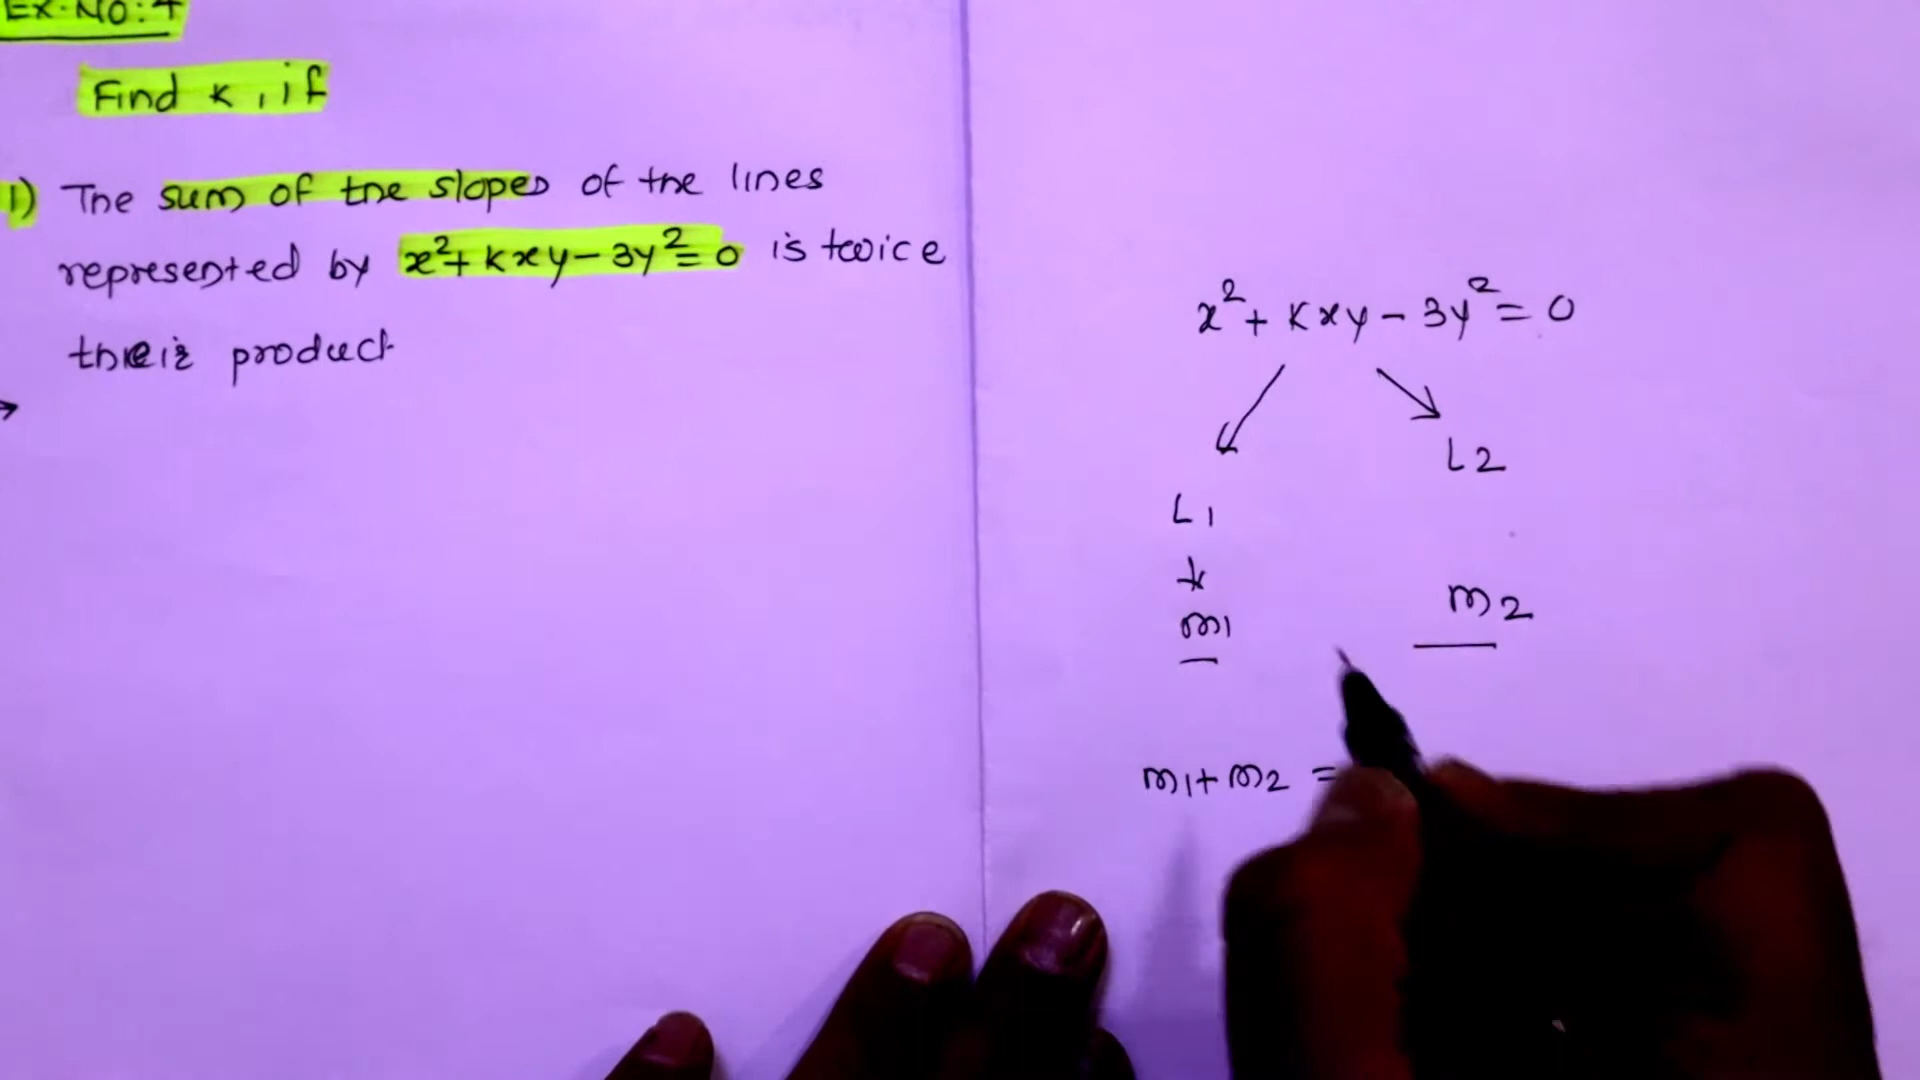 EX.NO:4
Find k, if
1) The sum of the slopes of the lines
represented by x²+kxy-3y²=0 is twice
their product
→
x²+kxy-3y²=0
L1
L2
m1
m2
m1+m2 =